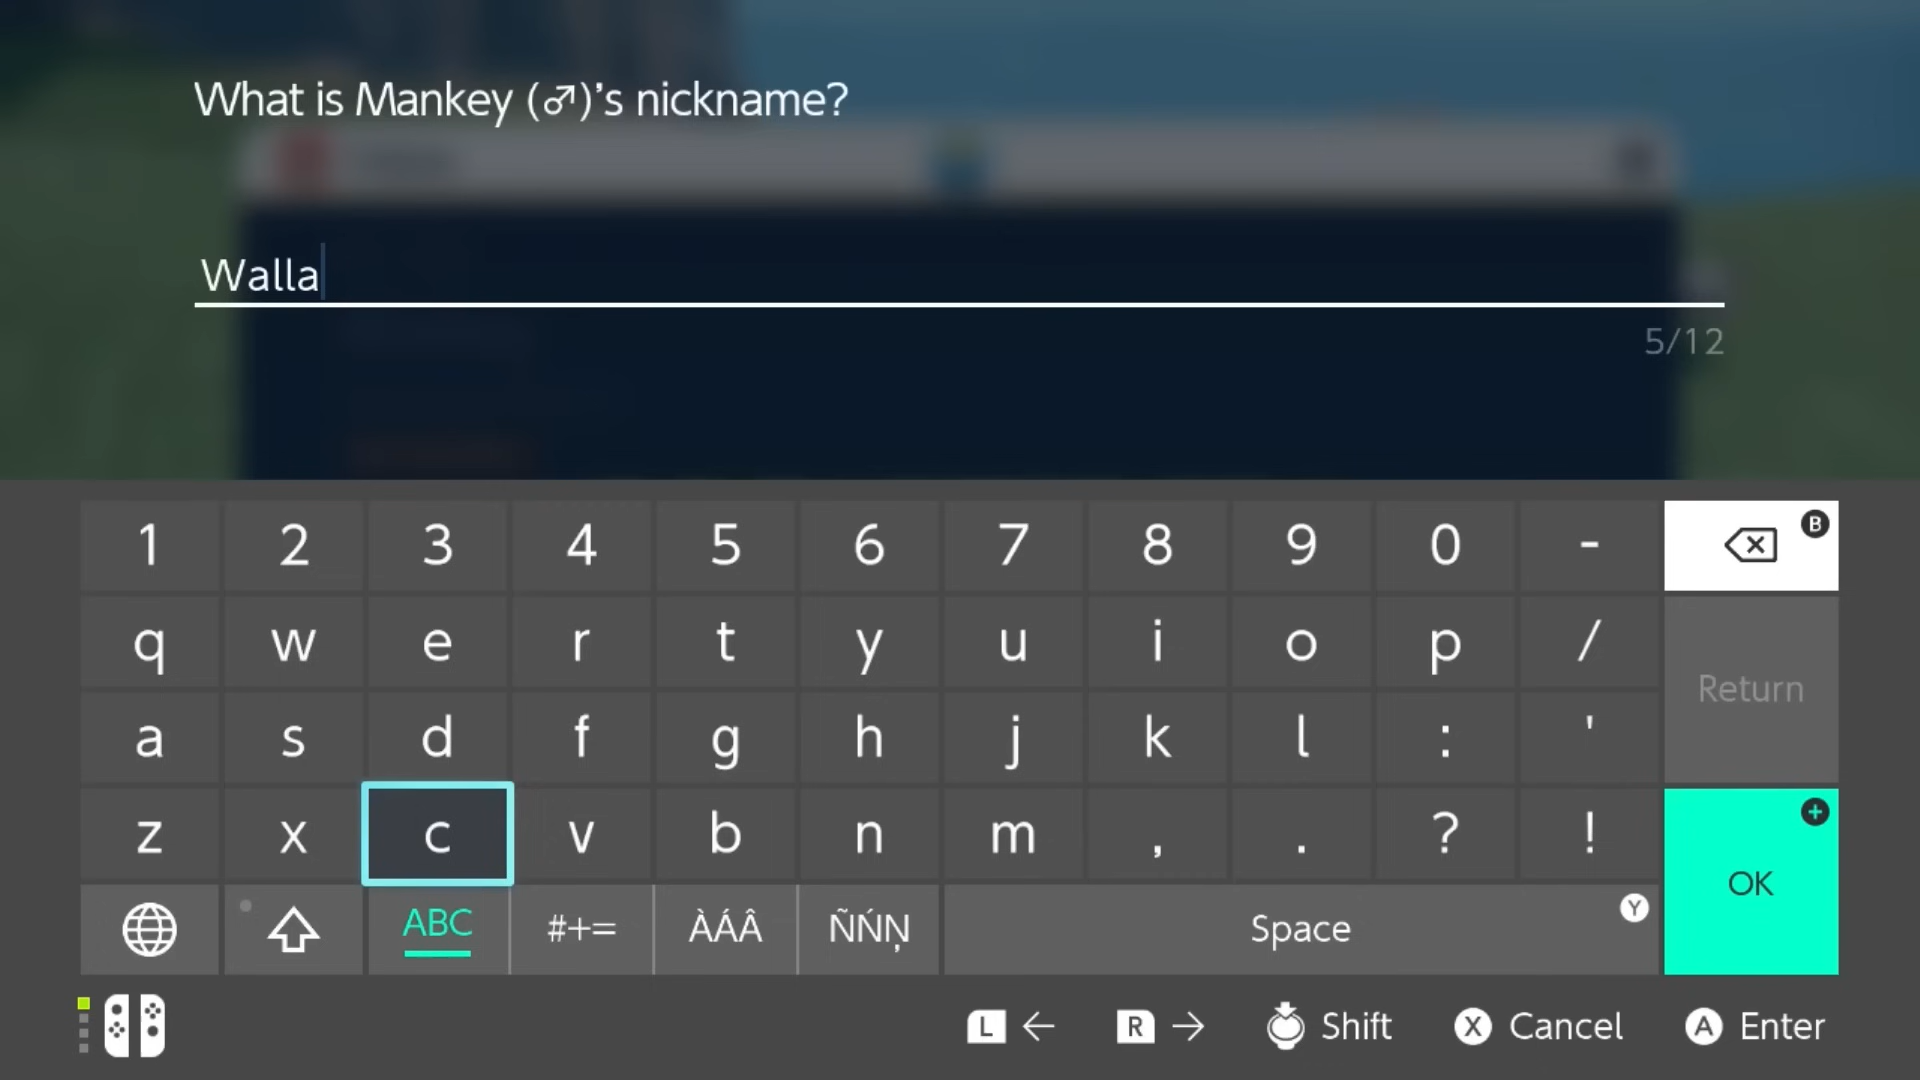 What is Mankey (♂)'s nickname?
Walla
5/12
1 2 3 4 5 6 7 8 9 0 - B
q w e r t y u i o p / Return
a s d f g h j k l : '
z x c v b n m , . ? ! + OK
ABC #+= ÀÁÂ ÑŃŅ Space Y
L ← R → Shift X Cancel A Enter